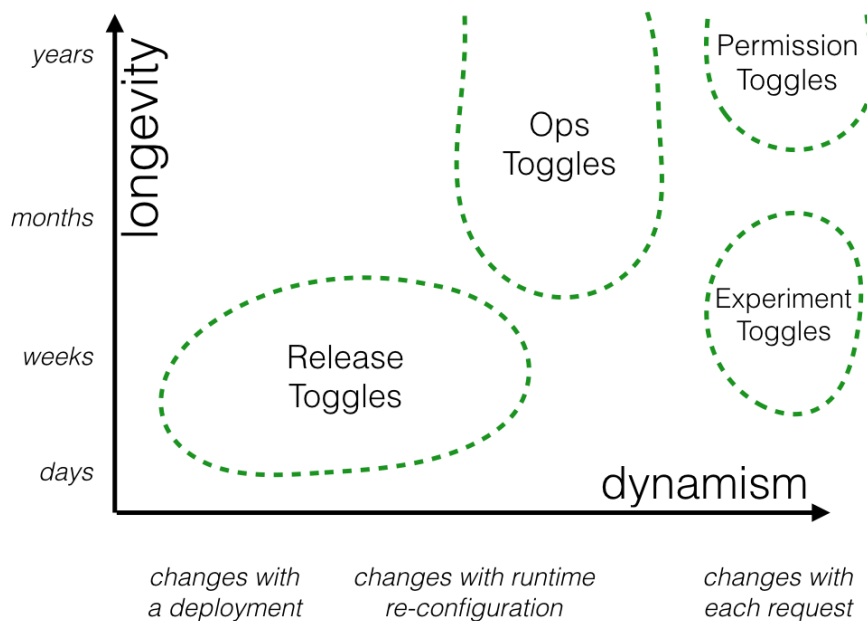 years
longevity
months
weeks
days
Permission
Toggles
Ops
Toggles
Experiment
Toggles
Release
Toggles
dynamism
changes with
a deployment
changes with runtime
re-configuration
changes with
each request